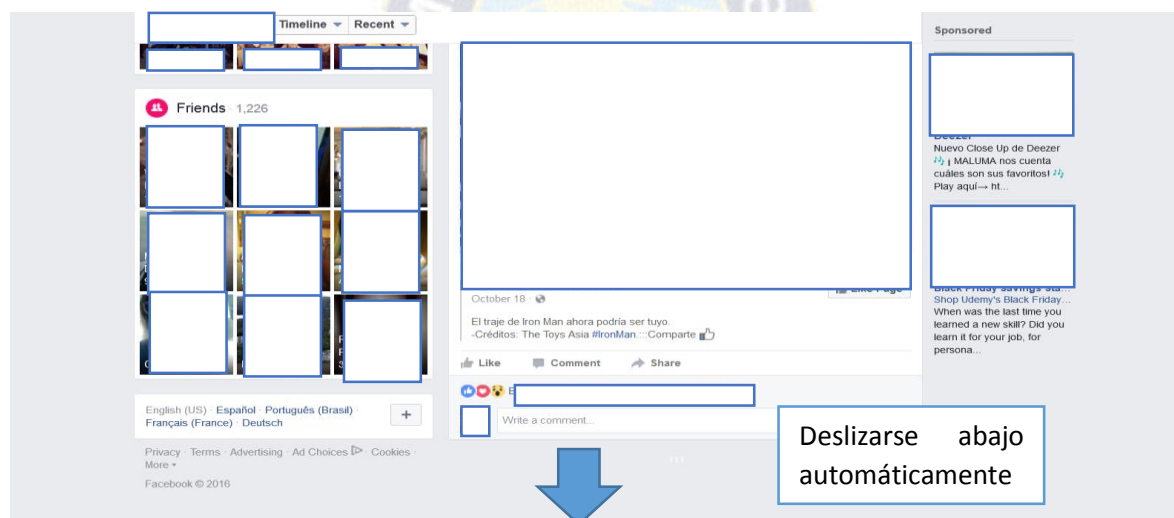 Timeline Recent
Friends 1,226
English (US) · Español · Português (Brasil) ·
Français (France) · Deutsch
+
Privacy · Terms · Advertising · Ad Choices · Cookies ·
More
Facebook © 2016
October 18 ·
El traje de Iron Man ahora podría ser tuyo.
-Créditos: The Toys Asia #IronMan.:::Comparte
Like Comment Share
Write a comment...
Sponsored
Deezer
Nuevo Close Up de Deezer
¡ MALUMA nos cuenta
cuáles son sus favoritos!
Play aquí→ ht...
Black Friday Savings Sta...
Shop Udemy's Black Friday...
When was the last time you
learned a new skill? Did you
learn it for your job, for
persona...
Deslizarse abajo
automáticamente